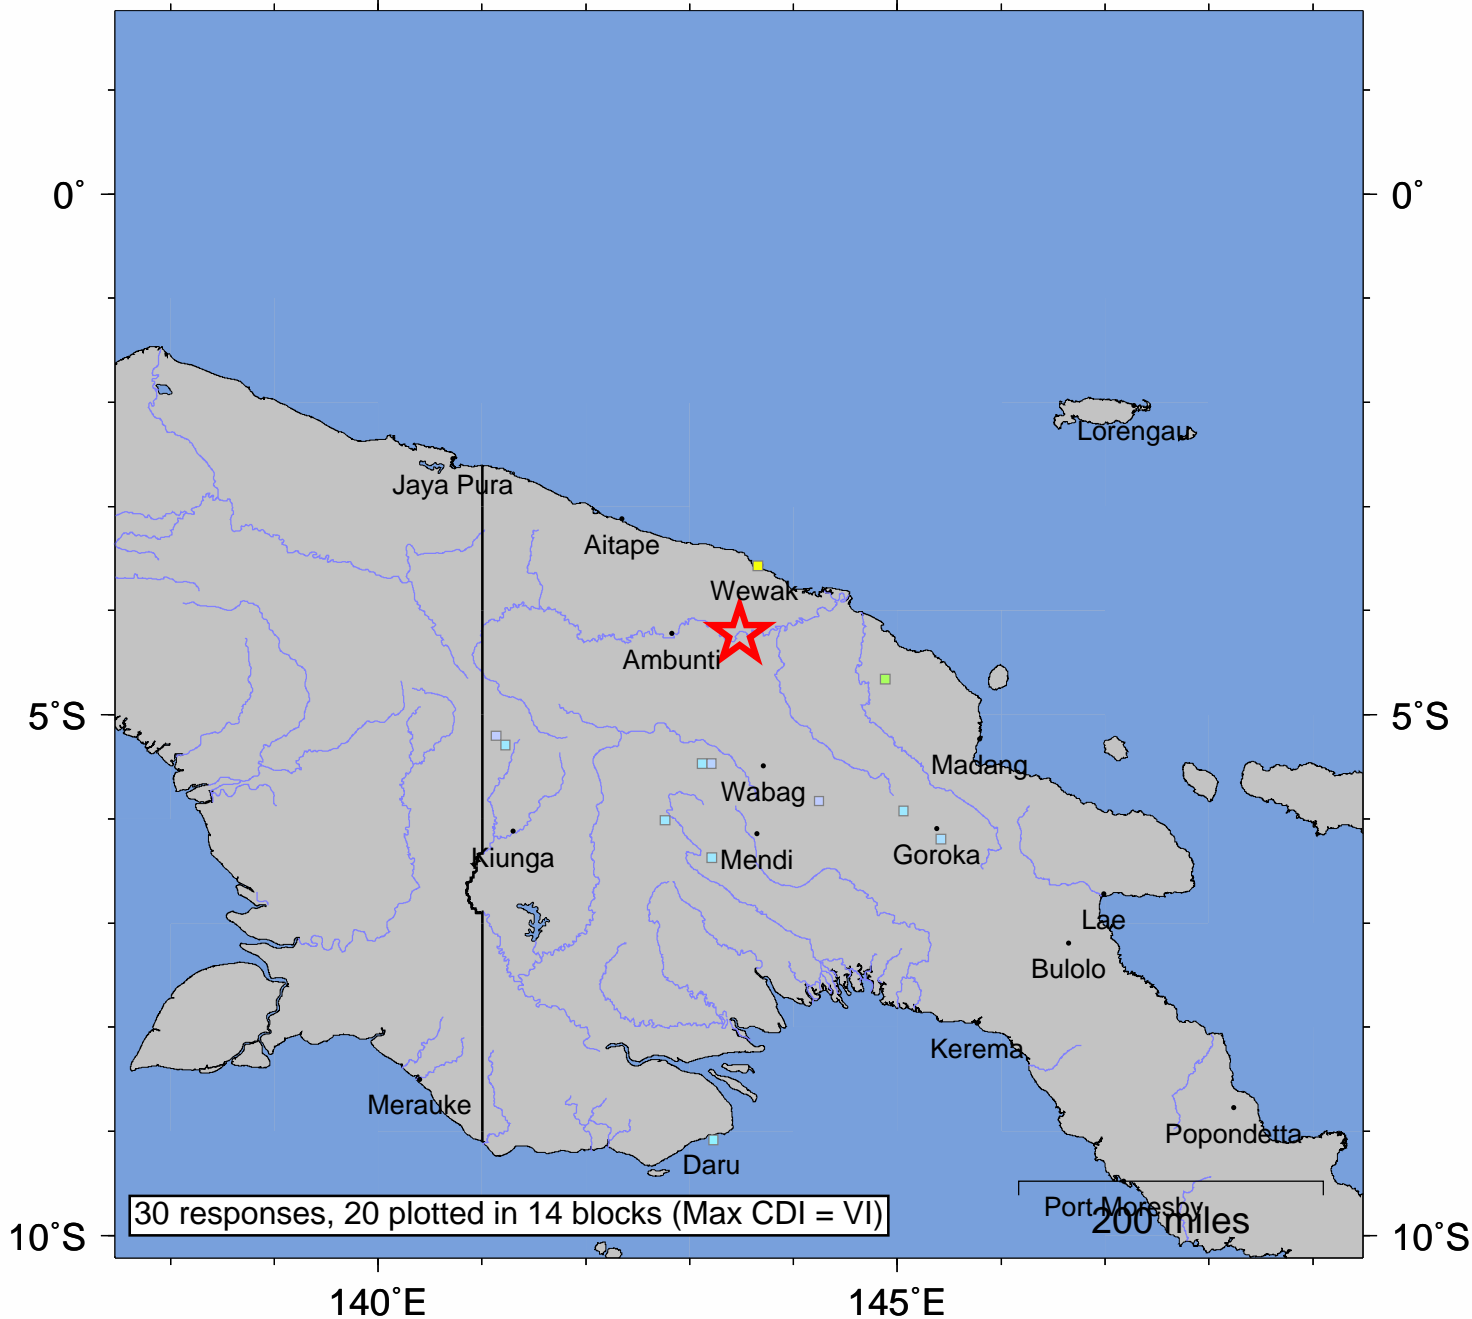 0° 0°
Lorengau
Jaya Pura
Aitape
Wewak
Ambunti
5°S 5°S
Madang
Wabag
Kiunga
Mendi
Goroka
Lae
Bulolo
Kerema
Merauke
Popondetta
Daru
Port Moresby
200 miles
30 responses, 20 plotted in 14 blocks (Max CDI = VI)
10°S 10°S
140°E 145°E